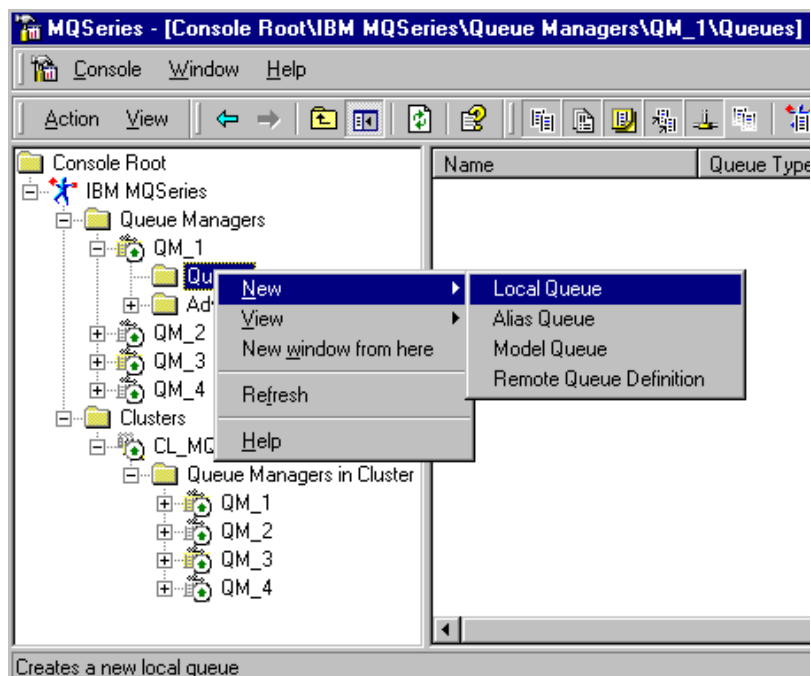 MQSeries - [Console Root\IBM MQSeries\Queue Managers\QM_1\Queues]
Console Window Help
Action View
Console Root
IBM MQSeries
Queue Managers
QM_1
QM_2
QM_3
QM_4
Clusters
Queue Managers in Cluster
QM_1
QM_2
QM_3
QM_4
New
View
New window from here
Refresh
Help
Local Queue
Alias Queue
Model Queue
Remote Queue Definition
Name Queue Type
Creates a new local queue